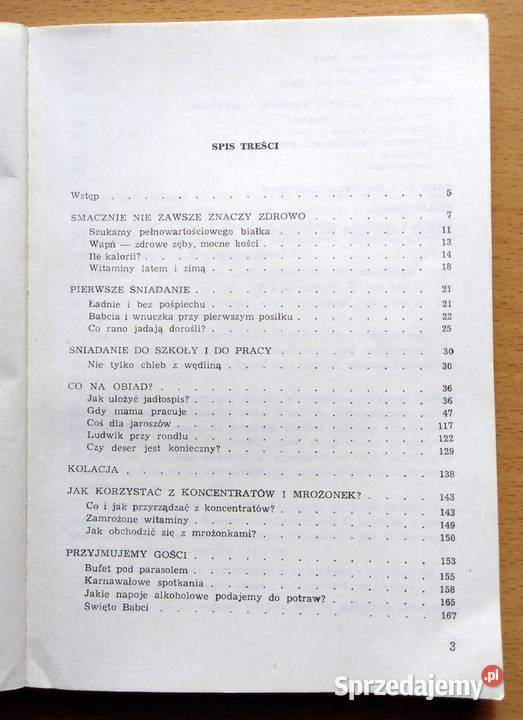 SPIS TREŚCI
Wstęp . . . . . . . . . . . . . . . 5
SMACZNIE NIE ZAWSZE ZNACZY ZDROWO . . . . . 7
Szukamy pełnowartościowego białka . . . . . . 11
Wapń — zdrowe zęby, mocne kości . . . . . . 13
Ile kalorii? . . . . . . . . . . . . 14
Witaminy latem i zimą . . . . . . . . . 18
PIERWSZE ŚNIADANIE . . . . . . . . . . 21
Ładnie i bez pośpiechu . . . . . . . . . 21
Babcia i wnuczka przy pierwszym posiłku . . . . 22
Co rano jadają dorośli? . . . . . . . . . 25
ŚNIADANIE DO SZKOŁY I DO PRACY . . . . . . 30
Nie tylko chleb z wędliną . . . . . . . . 30
CO NA OBIAD? . . . . . . . . . . . . 36
Jak ułożyć jadłospis? . . . . . . . . . . 36
Gdy mama pracuje . . . . . . . . . . 47
Coś dla jaroszów . . . . . . . . . . 117
Ludwik przy rondlu . . . . . . . . . . 122
Czy deser jest konieczny? . . . . . . . . 129
KOLACJA . . . . . . . . . . . . . 138
JAK KORZYSTAĆ Z KONCENTRATÓW I MROŻONEK? . . . 143
Co i jak przyrządzać z koncentratów? . . . . . 143
Zamrożone witaminy . . . . . . . . . . 149
Jak obchodzić się z mrożonkami? . . . . . . 150
PRZYJMUJEMY GOŚCI . . . . . . . . . . 153
Bufet pod parasolem . . . . . . . . . . 155
Karnawałowe spotkania . . . . . . . . . 158
Jakie napoje alkoholowe podajemy do potraw? . . . 165
Święto Babci . . . . . . . . . . . . 167
3
Sprzedajemy.pl